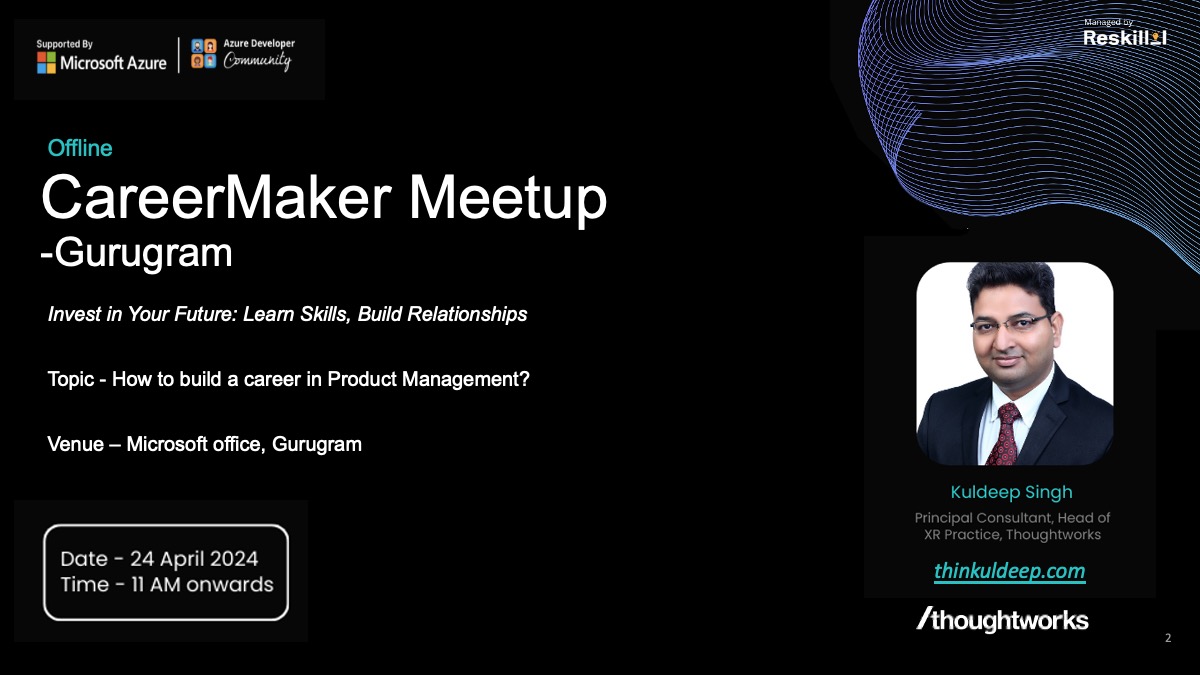 Supported By
Microsoft Azure
Azure Developer
Community
Managed by
Reskilll
Offline
CareerMaker Meetup
-Gurugram
Invest in Your Future: Learn Skills, Build Relationships
Topic - How to build a career in Product Management?
Venue – Microsoft office, Gurugram
Date - 24 April 2024
Time - 11 AM onwards
Kuldeep Singh
Principal Consultant, Head of
XR Practice, Thoughtworks
thinkuldeep.com
/thoughtworks
2